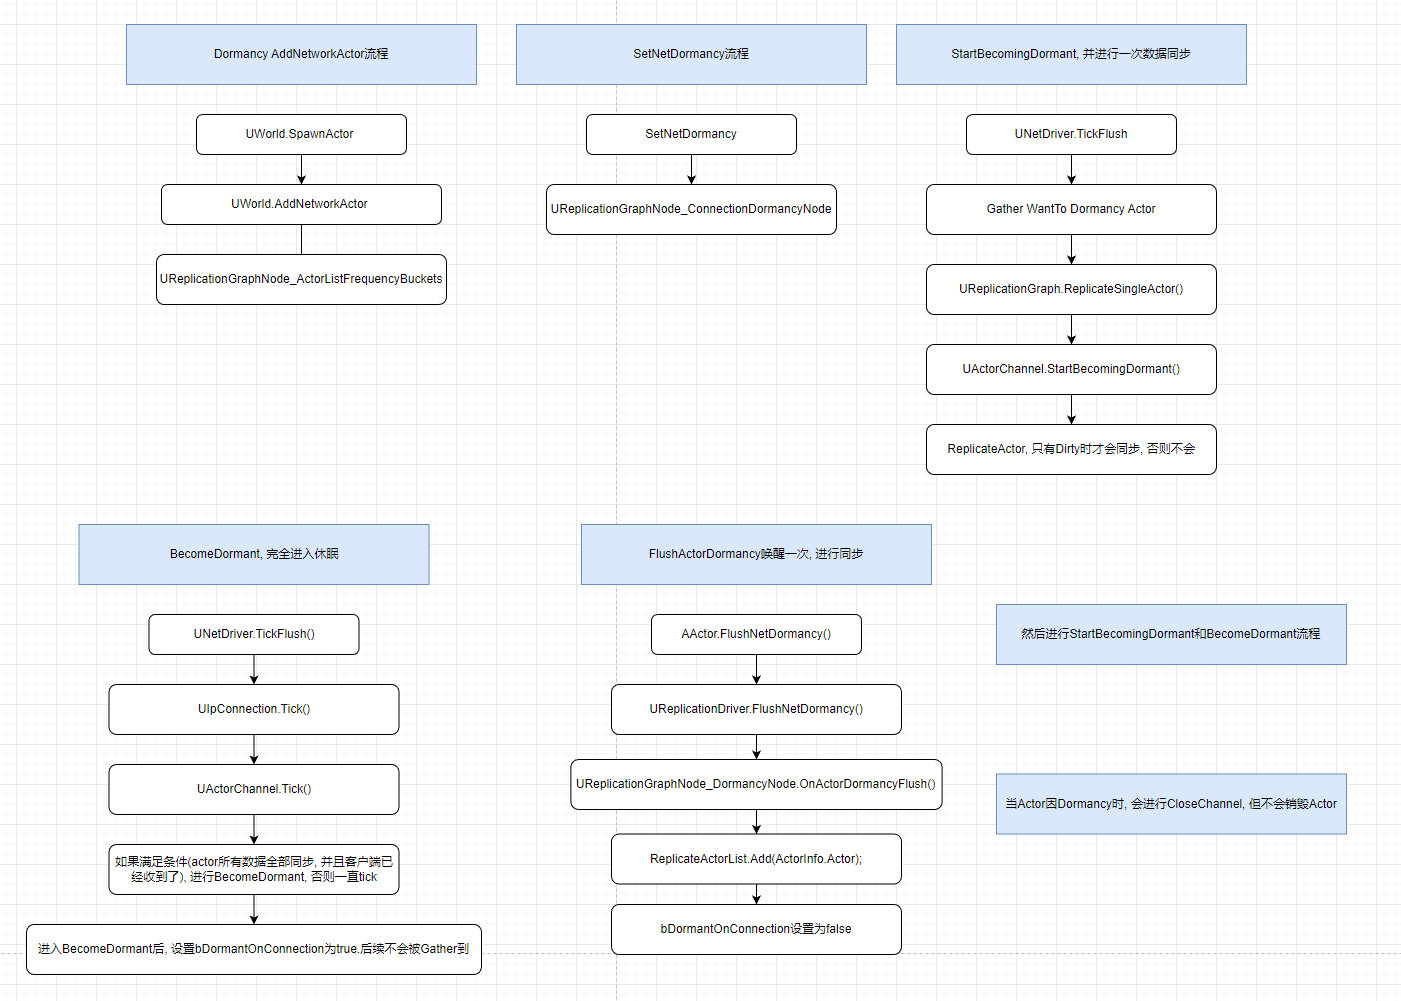 Dormancy AddNetworkActor流程
UWorld.SpawnActor
UWorld.AddNetworkActor
UReplicationGraphNode_ActorListFrequencyBuckets
SetNetDormancy流程
SetNetDormancy
UReplicationGraphNode_ConnectionDormancyNode
StartBecomingDormant, 并进行一次数据同步
UNetDriver.TickFlush
Gather WantTo Dormancy Actor
UReplicationGraph.ReplicateSingleActor()
UActorChannel.StartBecomingDormant()
ReplicateActor, 只有Dirty时才会同步, 否则不会
BecomeDormant, 完全进入休眠
UNetDriver.TickFlush()
UIpConnection.Tick()
UActorChannel.Tick()
如果满足条件(actor所有数据全部同步, 并且客户端已
经收到了), 进行BecomeDormant, 否则一直tick
进入BecomeDormant后, 设置bDormantOnConnection为true.后续不会被Gather到
FlushActorDormancy唤醒一次, 进行同步
AActor.FlushNetDormancy()
UReplicationDriver.FlushNetDormancy()
UReplicationGraphNode_DormancyNode.OnActorDormancyFlush()
ReplicateActorList.Add(ActorInfo.Actor);
bDormantOnConnection设置为false
然后进行StartBecomingDormant和BecomeDormant流程
当Actor因Dormancy时, 会进行CloseChannel, 但不会销毁Actor